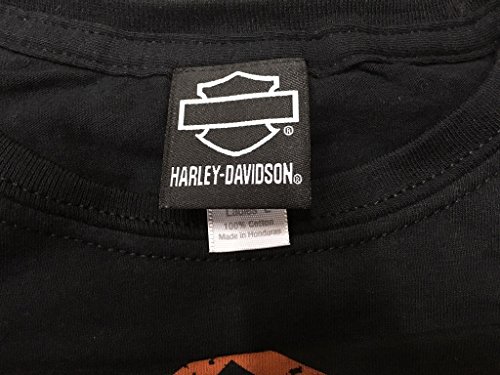 HARLEY-DAVIDSON®
Ladies L
100% Cotton
Made in Honduras